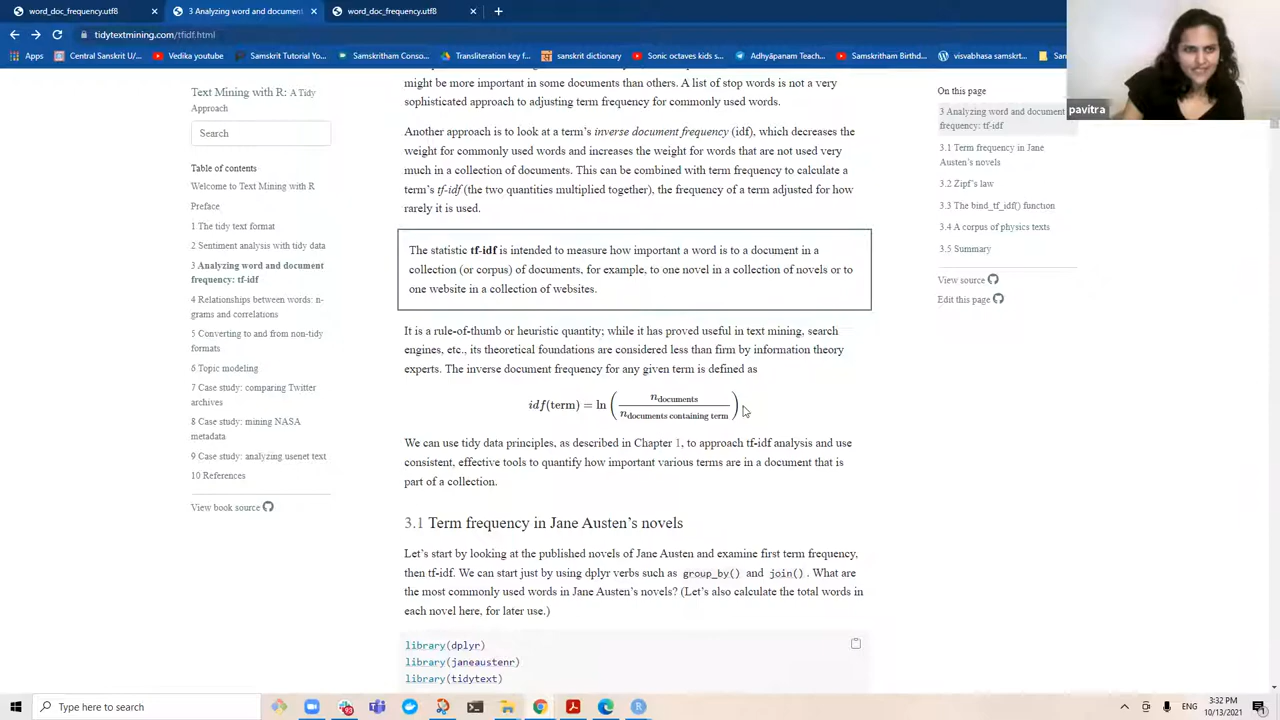 word_doc_frequency.utf8
3 Analyzing word and document
word_doc_frequency.utf8
tidytextmining.com/tfidf.html
Apps
Central Sanskrit U/...
Vedika youtube
Samskrit Tutorial Yo...
Samskritham Consti...
Transliteration key f...
sanskrit dictionary
Sonic octaves kids s...
Adhyāpanam Teach...
Samskritham Birthd...
visvabhasa samskrt...
San
pavitra
Text Mining with R: A Tidy
Approach
Search
Table of contents
Welcome to Text Mining with R
Preface
1 The tidy text format
2 Sentiment analysis with tidy data
3 Analyzing word and document
frequency: tf-idf
4 Relationships between words: n-
grams and correlations
5 Converting to and from non-tidy
formats
6 Topic modeling
7 Case study: comparing Twitter
archives
8 Case study: mining NASA
metadata
9 Case study: analyzing usenet text
10 References
View book source
might be more important in some documents than others. A list of stop words is not a very
sophisticated approach to adjusting term frequency for commonly used words.
Another approach is to look at a term's inverse document frequency (idf), which decreases the
weight for commonly used words and increases the weight for words that are not used very
much in a collection of documents. This can be combined with term frequency to calculate a
term's tf-idf (the two quantities multiplied together), the frequency of a term adjusted for how
rarely it is used.
The statistic tf-idf is intended to measure how important a word is to a document in a
collection (or corpus) of documents, for example, to one novel in a collection of novels or to
one website in a collection of websites.
It is a rule-of-thumb or heuristic quantity; while it has proved useful in text mining, search
engines, etc., its theoretical foundations are considered less than firm by information theory
experts. The inverse document frequency for any given term is defined as
idf(term) = ln ( n documents / n documents containing term )
We can use tidy data principles, as described in Chapter 1, to approach tf-idf analysis and use
consistent, effective tools to quantify how important various terms are in a document that is
part of a collection.
3.1 Term frequency in Jane Austen's novels
Let's start by looking at the published novels of Jane Austen and examine first term frequency,
then tf-idf. We can start just by using dplyr verbs such as group_by() and join(). What are
the most commonly used words in Jane Austen's novels? (Let's also calculate the total words in
each novel here, for later use.)
library(dplyr)
library(janeaustenr)
library(tidytext)
On this page
3 Analyzing word and document
frequency: tf-idf
3.1 Term frequency in Jane
Austen's novels
3.2 Zipf's law
3.3 The bind_tf_idf() function
3.4 A corpus of physics texts
3.5 Summary
View source
Edit this page
Type here to search
ENG
3:32 PM
10/13/2021